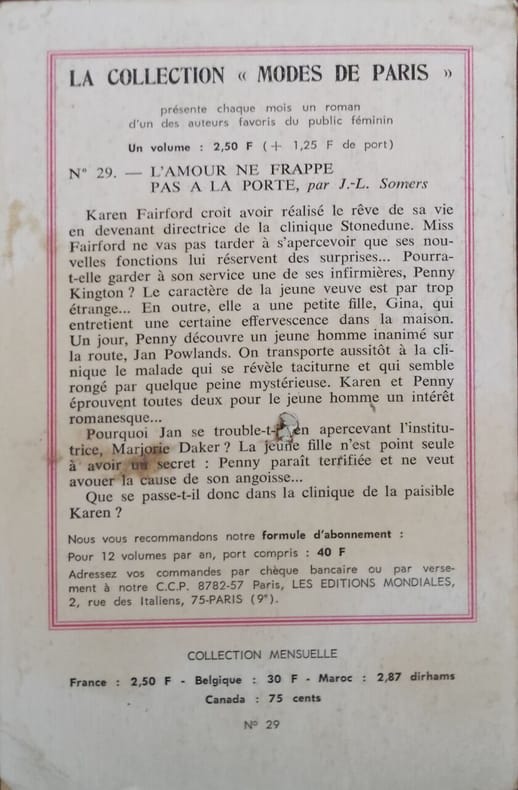 LA COLLECTION « MODES DE PARIS »
présente chaque mois un roman
d'un des auteurs favoris du public féminin
Un volume : 2,50 F (+ 1,25 F de port)
N° 29. — L'AMOUR NE FRAPPE
PAS A LA PORTE, par J.-L. Somers
Karen Fairford croit avoir réalisé le rêve de sa vie
en devenant directrice de la clinique Stonedune. Miss
Fairford ne vas pas tarder à s'apercevoir que ses nou-
velles fonctions lui réservent des surprises... Pourra-
t-elle garder à son service une de ses infirmières, Penny
Kington ? Le caractère de la jeune veuve est par trop
étrange... En outre, elle a une petite fille, Gina, qui
entretient une certaine effervescence dans la maison.
Un jour, Penny découvre un jeune homme inanimé sur
la route, Jan Powlands. On transporte aussitôt à la cli-
nique le malade qui se révèle taciturne et qui semble
rongé par quelque peine mystérieuse. Karen et Penny
éprouvent toutes deux pour le jeune homme un intérêt
romanesque...
Pourquoi Jan se trouble-t- en apercevant l'institu-
trice, Marjorie Daker ? La jeune fille n'est point seule
à avoir un secret : Penny paraît terrifiée et ne veut
avouer la cause de son angoisse...
Que se passe-t-il donc dans la clinique de la paisible
Karen ?
Nous vous recommandons notre formule d'abonnement :
Pour 12 volumes par an, port compris : 40 F
Adressez vos commandes par chèque bancaire ou par verse-
ment à notre C.C.P. 8782-57 Paris, LES EDITIONS MONDIALES,
2, rue des Italiens, 75-PARIS (9e).
COLLECTION MENSUELLE
France : 2,50 F - Belgique : 30 F - Maroc : 2,87 dirhams
Canada : 75 cents
N° 29